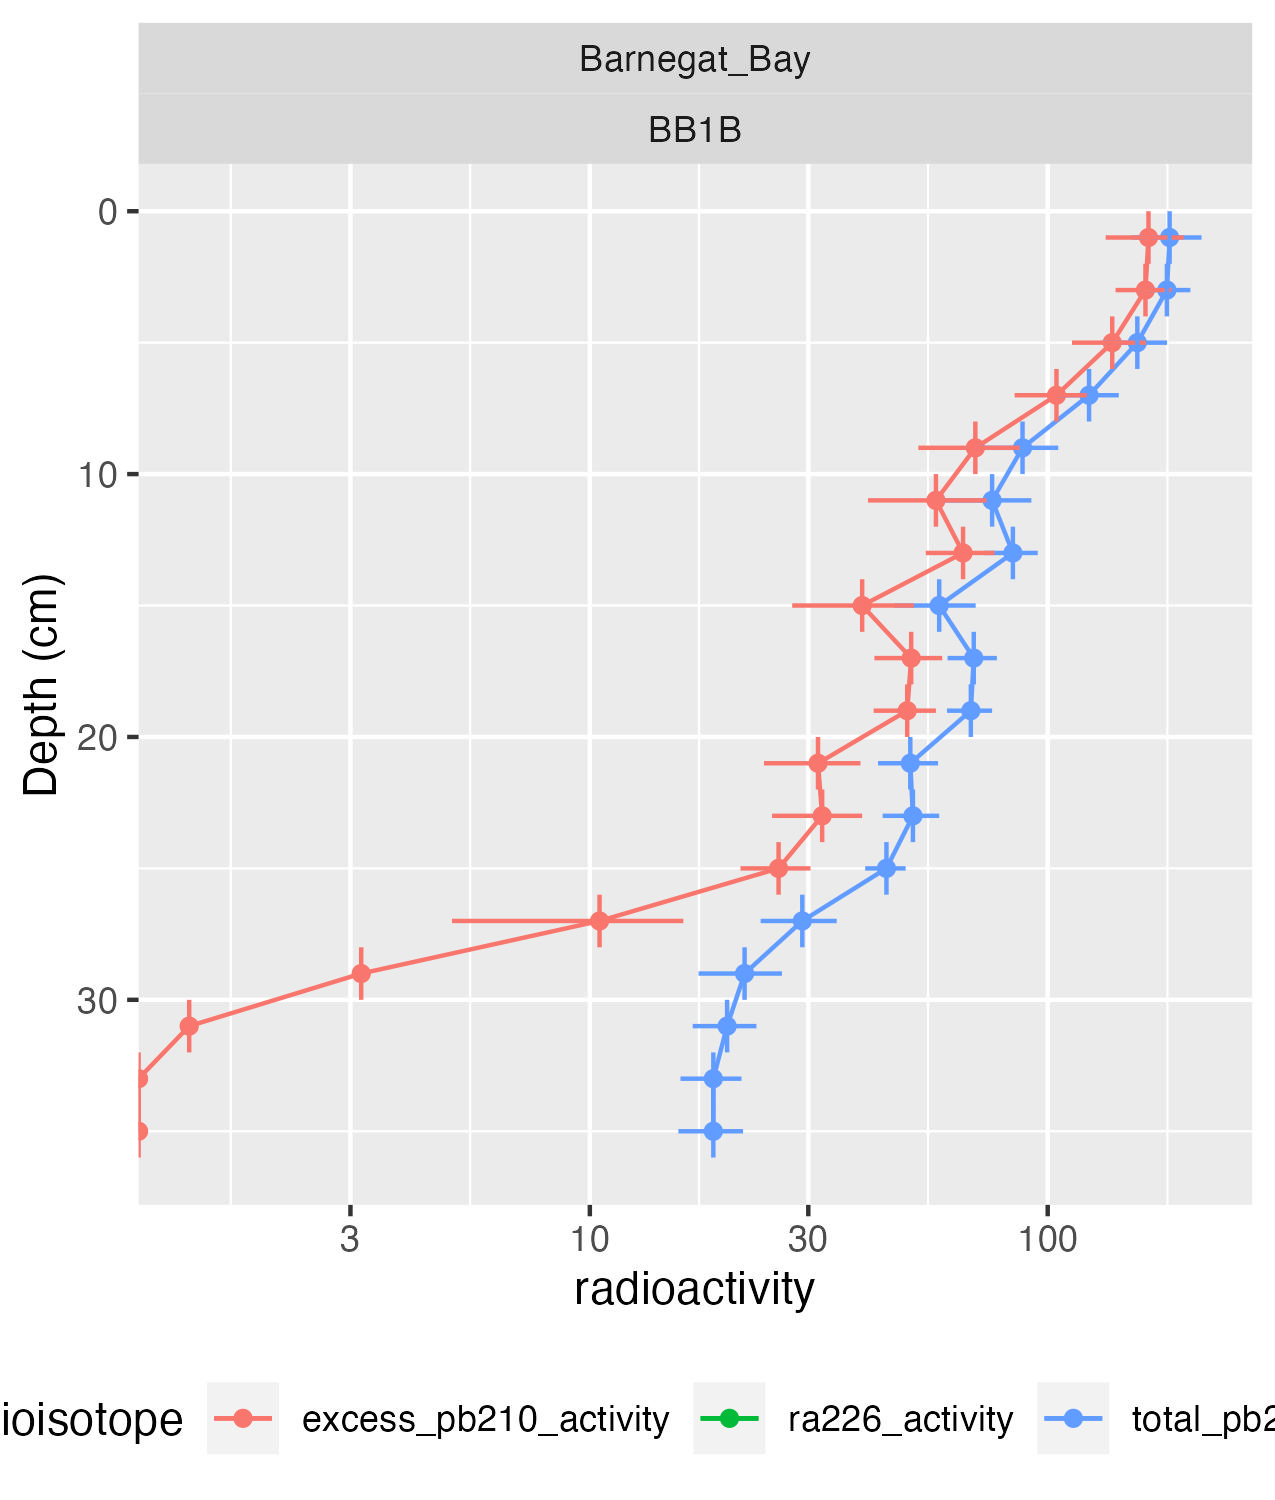 Barnegat_Bay
BB1B
0
10
20
30
Depth (cm)
3 10 30 100
radioactivity
ioisotope excess_pb210_activity ra226_activity total_pb2